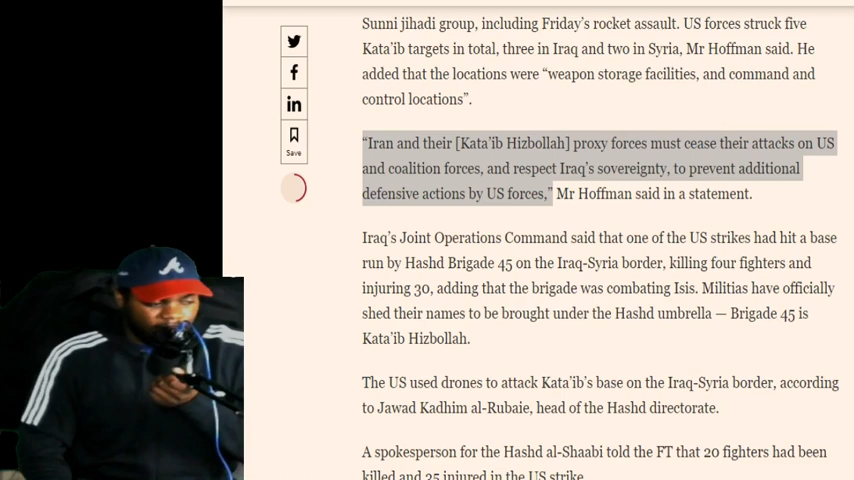 Sunni jihadi group, including Friday’s rocket assault. US forces struck five
Kata’ib targets in total, three in Iraq and two in Syria, Mr Hoffman said. He
added that the locations were “weapon storage facilities, and command and
control locations”.
Save
“Iran and their [Kata’ib Hizbollah] proxy forces must cease their attacks on US
and coalition forces, and respect Iraq’s sovereignty, to prevent additional
defensive actions by US forces,” Mr Hoffman said in a statement.
Iraq’s Joint Operations Command said that one of the US strikes had hit a base
run by Hashd Brigade 45 on the Iraq-Syria border, killing four fighters and
injuring 30, adding that the brigade was combating Isis. Militias have officially
shed their names to be brought under the Hashd umbrella — Brigade 45 is
Kata’ib Hizbollah.
The US used drones to attack Kata’ib’s base on the Iraq-Syria border, according
to Jawad Kadhim al-Rubaie, head of the Hashd directorate.
A spokesperson for the Hashd al-Shaabi told the FT that 20 fighters had been
killed and 35 injured in the US strike.